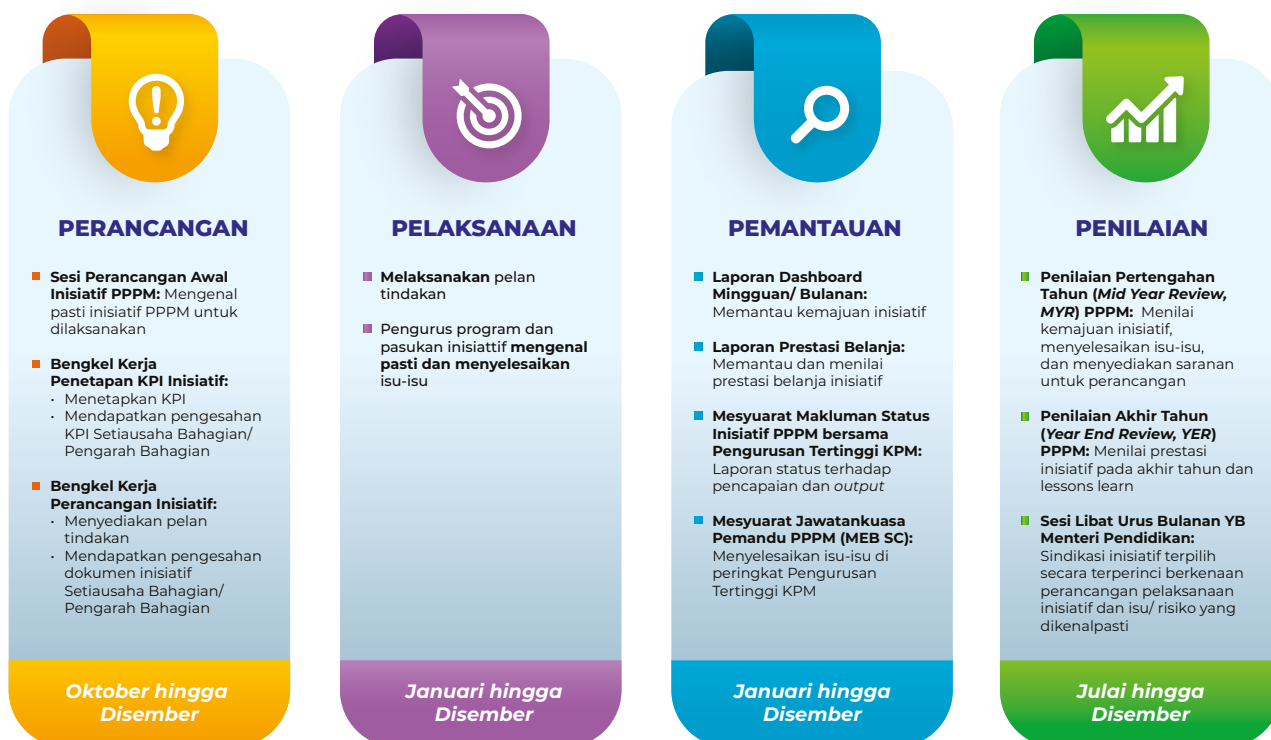 PERANCANGAN
Sesi Perancangan Awal
Inisiatif PPPM: Mengenal
pasti inisiatif PPPM untuk
dilaksanakan
Bengkel Kerja
Penetapan KPI Inisiatif:
• Menetapkan KPI
• Mendapatkan pengesahan
KPI Setiausaha Bahagian/
Pengarah Bahagian
Bengkel Kerja
Perancangan Inisiatif:
• Menyediakan pelan
tindakan
• Mendapatkan pengesahan
dokumen inisiatif
Setiausaha Bahagian/
Pengarah Bahagian
Oktober hingga
Disember
PELAKSANAAN
Melaksanakan pelan
tindakan
Pengurus program dan
pasukan inisiattif mengenal
pasti dan menyelesaikan
isu-isu
Januari hingga
Disember
PEMANTAUAN
Laporan Dashboard
Mingguan/ Bulanan:
Memantau kemajuan inisiatif
Laporan Prestasi Belanja:
Memantau dan menilai
prestasi belanja inisiatif
Mesyuarat Makluman Status
Inisiatif PPPM bersama
Pengurusan Tertinggi KPM:
Laporan status terhadap
pencapaian dan output
Mesyuarat Jawatankuasa
Pemandu PPPM (MEB SC):
Menyelesaikan isu-isu di
peringkat Pengurusan
Tertinggi KPM
Januari hingga
Disember
PENILAIAN
Penilaian Pertengahan
Tahun (Mid Year Review,
MYR) PPPM: Menilai
kemajuan inisiatif,
menyelesaikan isu-isu,
dan menyediakan saranan
untuk perancangan
Penilaian Akhir Tahun
(Year End Review, YER)
PPPM: Menilai prestasi
inisiatif pada akhir tahun dan
lessons learn
Sesi Libat Urus Bulanan YB
Menteri Pendidikan:
Sindikasi inisiatif terpilih
secara terperinci berkenaan
perancangan pelaksanaan
inisiatif dan isu/ risiko yang
dikenalpasti
Julai hingga
Disember